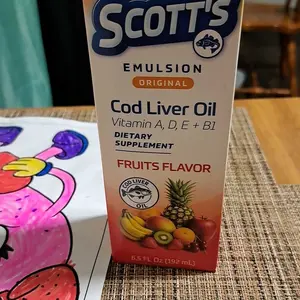 SCOTT'S
EMULSION
ORIGINAL
Cod Liver Oil
Vitamin A, D, E + B1
DIETARY
SUPPLEMENT
FRUITS FLAVOR
COD LIVER
OIL
6.5 FL Oz (192 mL)